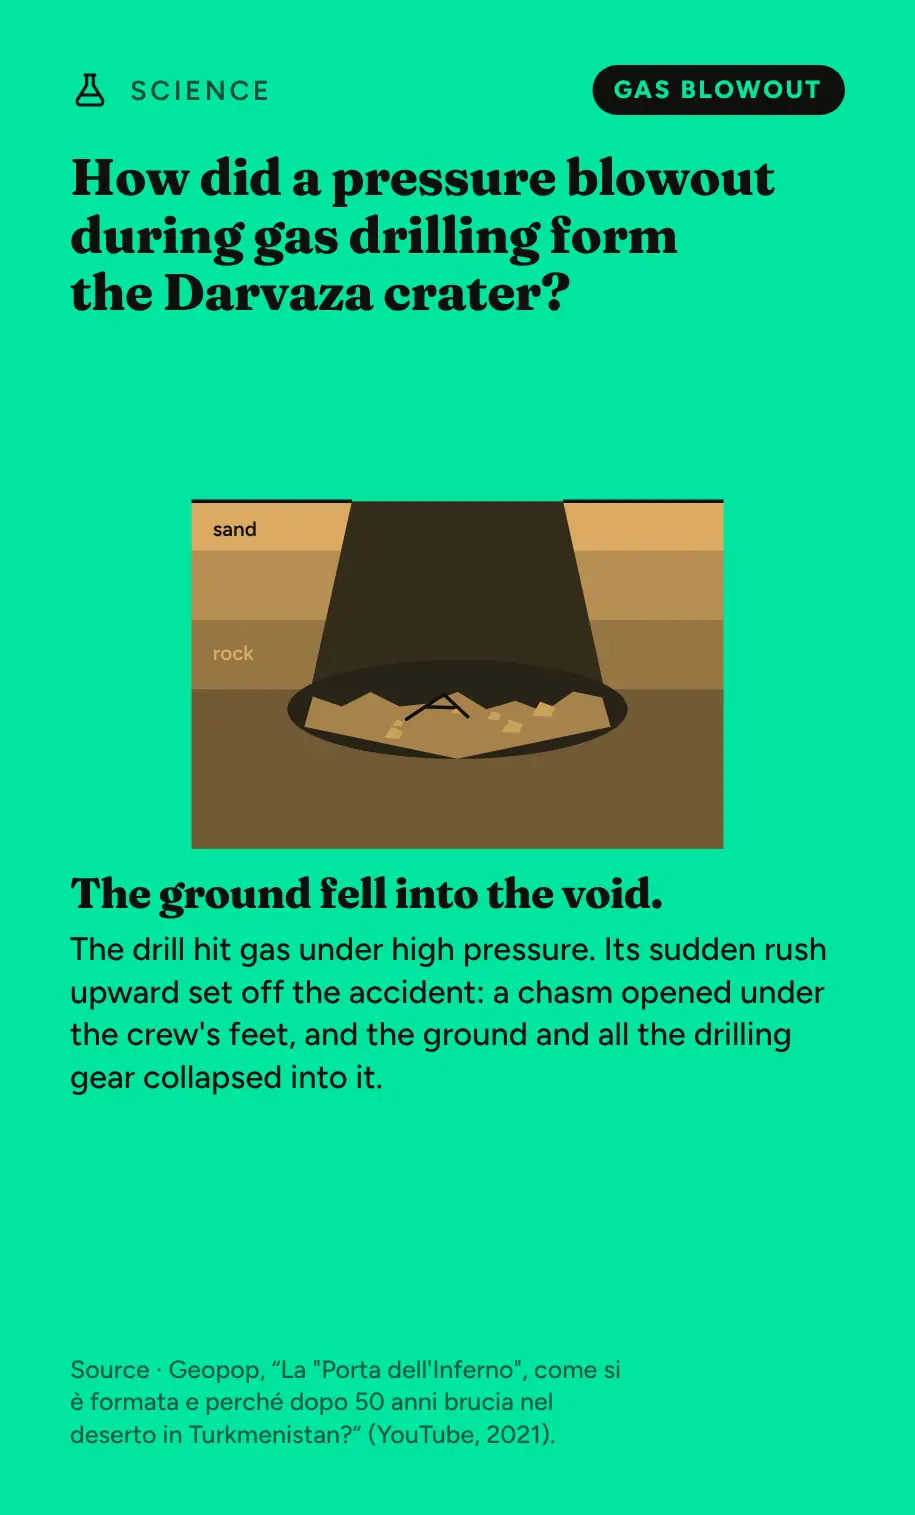 SCIENCE
GAS BLOWOUT
How did a pressure blowout
during gas drilling form
the Darvaza crater?
sand
rock
The ground fell into the void.
The drill hit gas under high pressure. Its sudden rush
upward set off the accident: a chasm opened under
the crew's feet, and the ground and all the drilling
gear collapsed into it.
Source · Geopop, “La "Porta dell'Inferno", come si
è formata e perché dopo 50 anni brucia nel
deserto in Turkmenistan?” (YouTube, 2021).